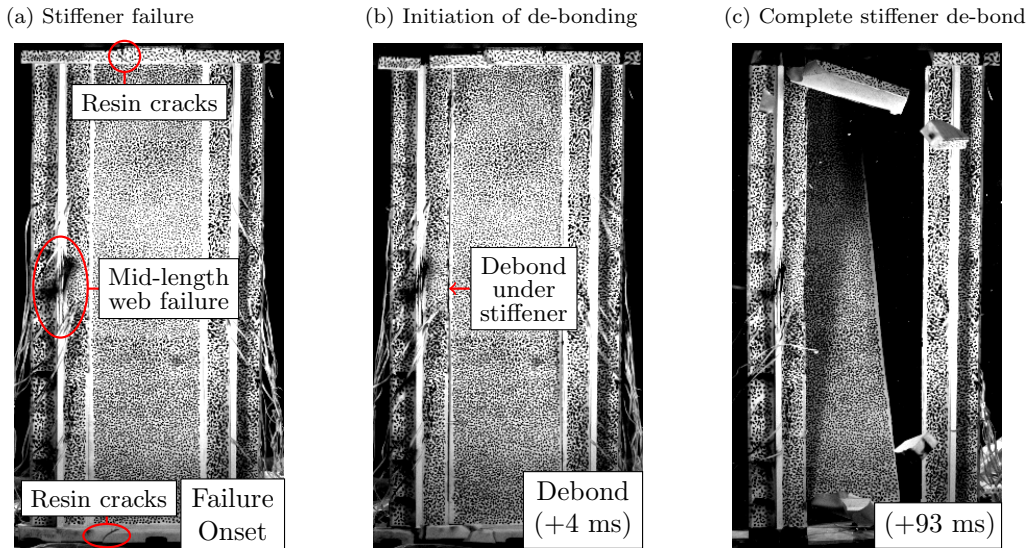 (a) Stiffener failure
Resin cracks
Mid-length
web failure
Resin cracks
Failure
Onset
(b) Initiation of de-bonding
Debond
under
stiffener
Debond
(+4 ms)
(c) Complete stiffener de-bond
(+93 ms)